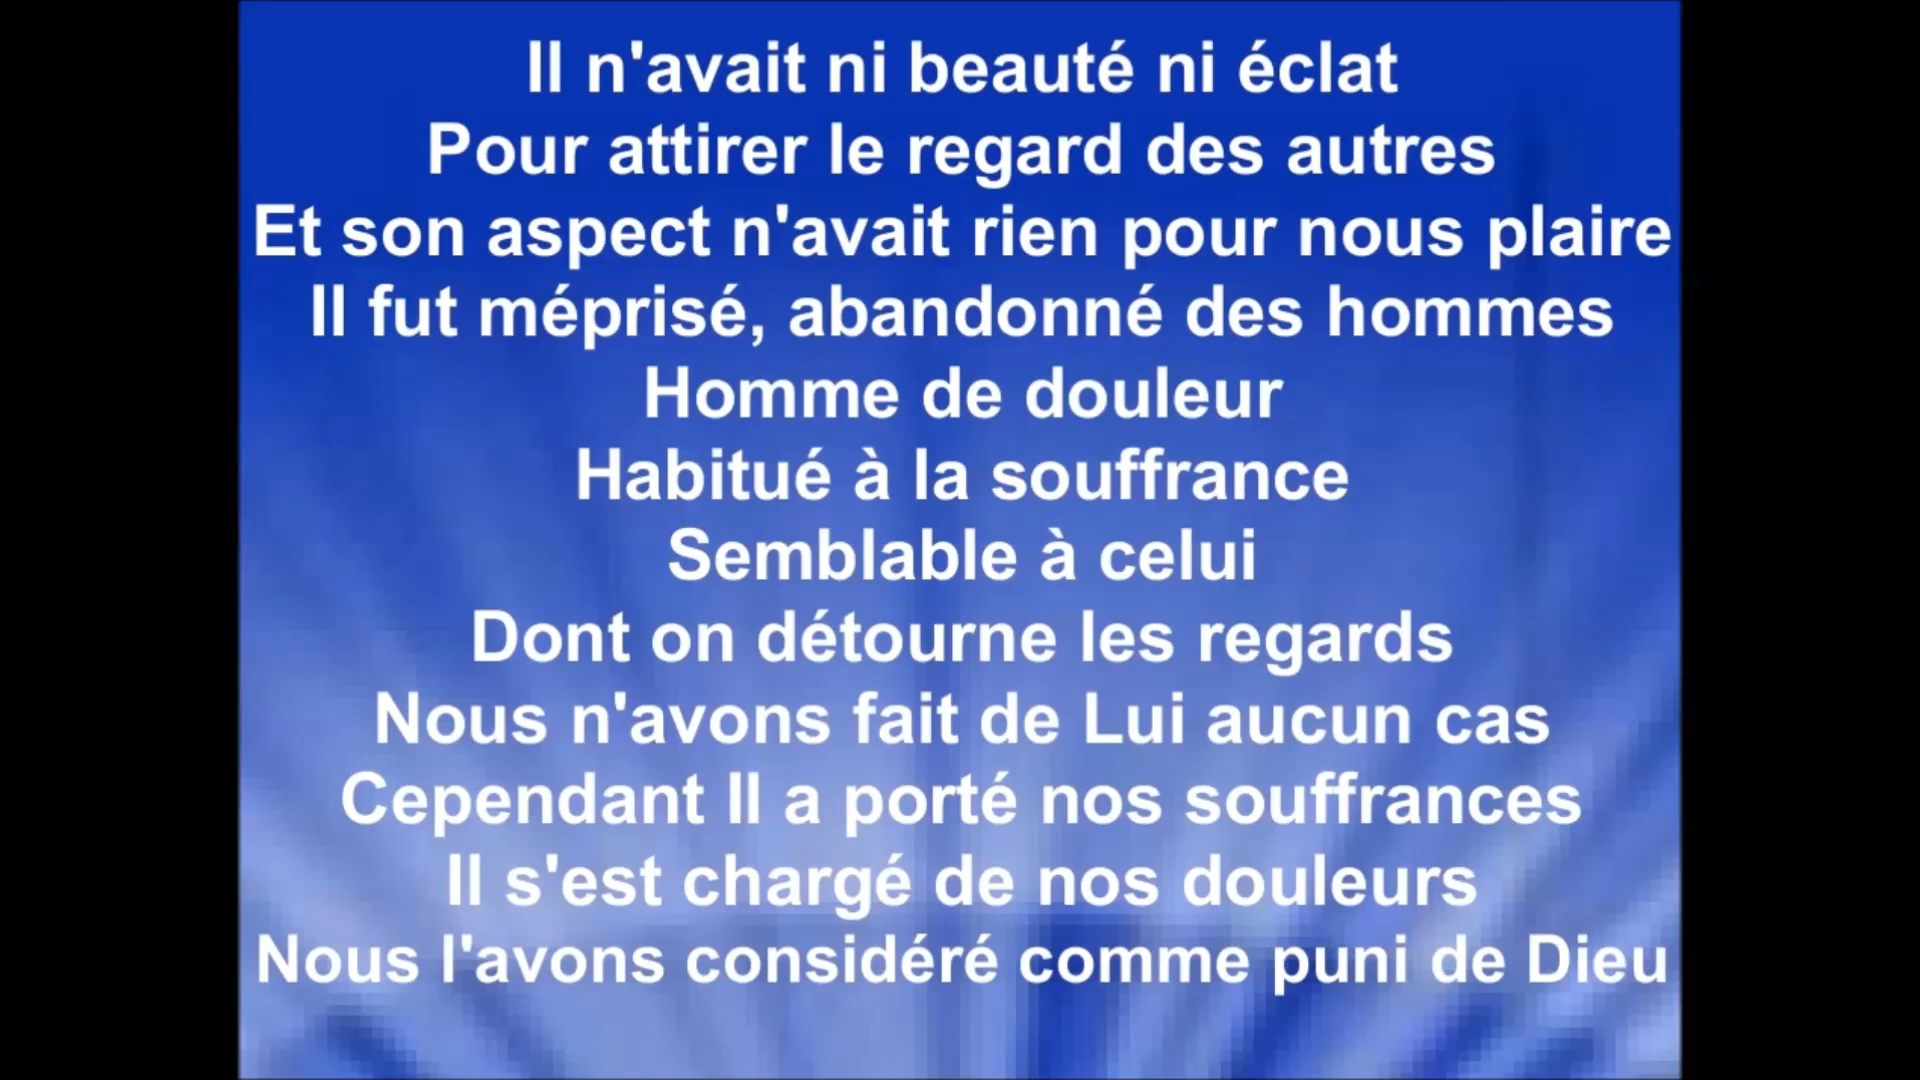 Il n'avait ni beauté ni éclat
Pour attirer le regard des autres
Et son aspect n'avait rien pour nous plaire
Il fut méprisé, abandonné des hommes
Homme de douleur
Habitué à la souffrance
Semblable à celui
Dont on détourne les regards
Nous n'avons fait de Lui aucun cas
Cependant Il a porté nos souffrances
Il s'est chargé de nos douleurs
Nous l'avons considéré comme puni de Dieu